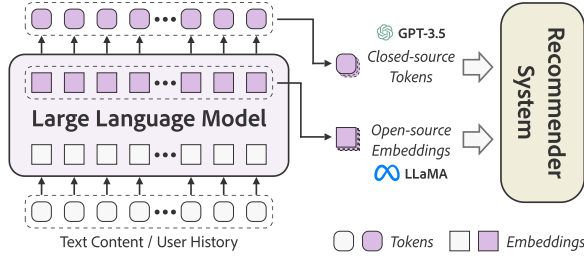 GPT-3.5
Closed-source
Tokens
Large Language Model
Open-source
Embeddings
LLaMA
Recommender
System
Text Content / User History
Tokens
Embeddings